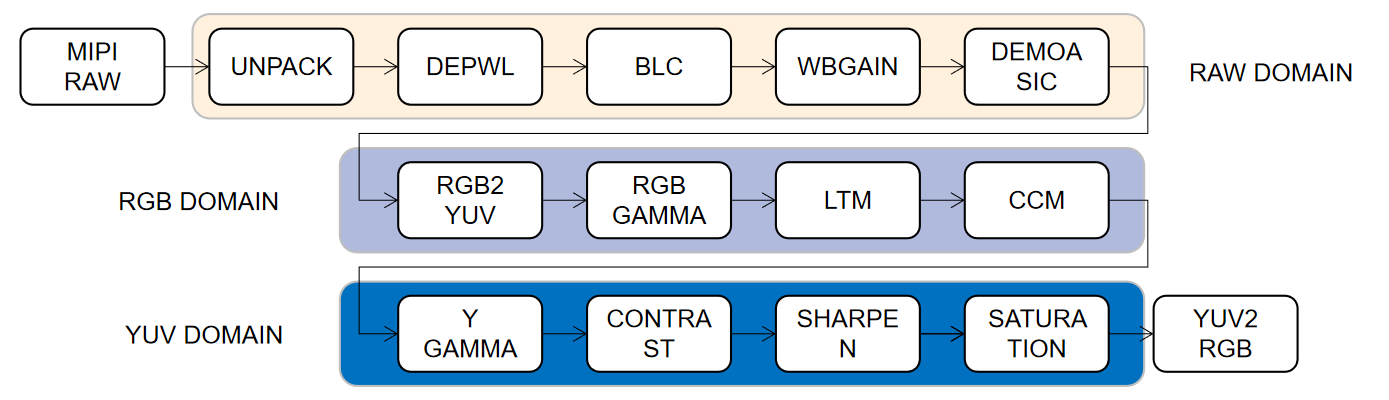 MIPI
RAW
UNPACK
DEPWL
BLC
WBGAIN
DEMOA
SIC
RAW DOMAIN
RGB DOMAIN
RGB2
YUV
RGB
GAMMA
LTM
CCM
YUV DOMAIN
Y
GAMMA
CONTRA
ST
SHARPE
N
SATURA
TION
YUV2
RGB